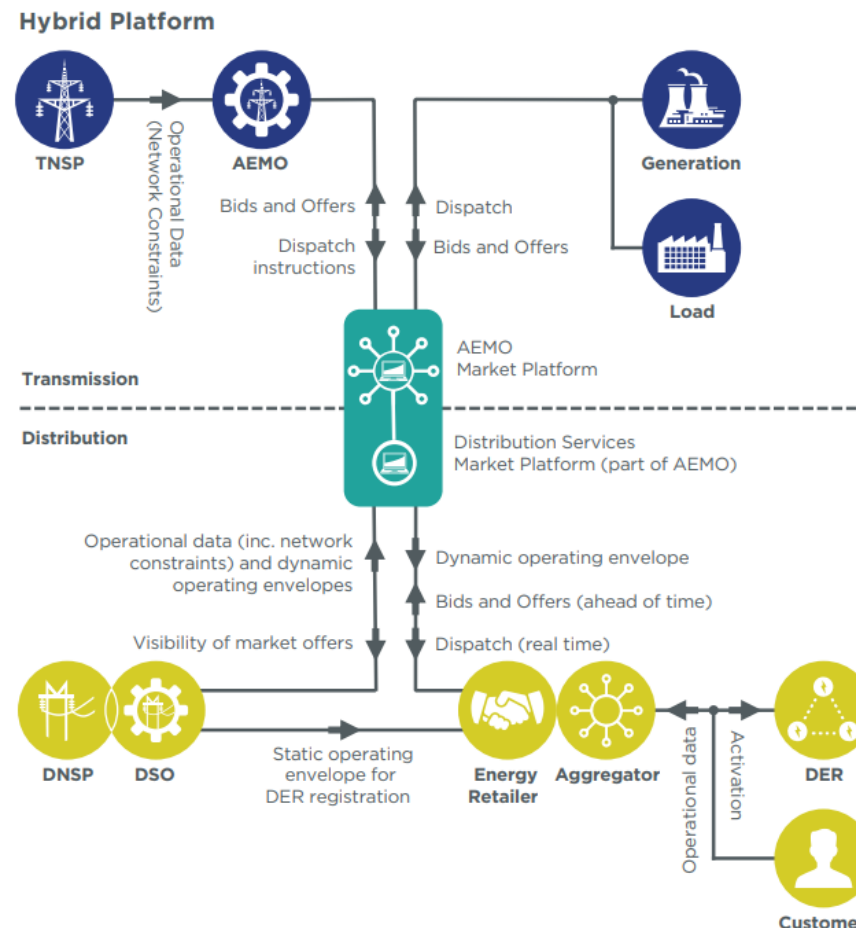 Hybrid Platform
TNSP
Operational Data
(Network Constraints)
AEMO
Generation
Bids and Offers
Dispatch
instructions
Dispatch
Bids and Offers
Load
AEMO
Market Platform
Transmission
Distribution
Distribution Services
Market Platform (part of AEMO)
Operational data (inc. network
constraints) and dynamic
operating envelopes
Visibility of market offers
Dynamic operating envelope
Bids and Offers (ahead of time)
Dispatch (real time)
DNSP
DSO
Static operating
envelope for
DER registration
Energy
Retailer
Aggregator
Operational data
Activation
DER
Custome